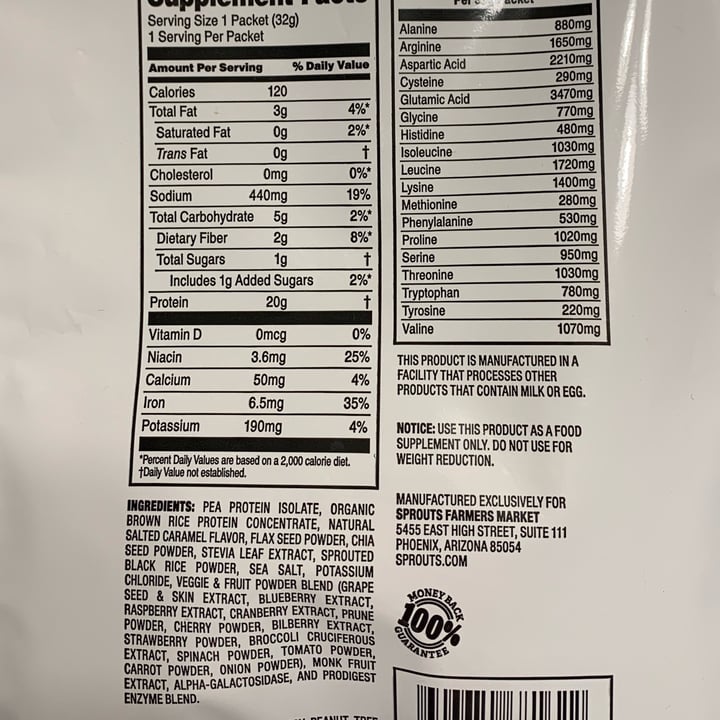 Supplement Facts
Serving Size 1 Packet (32g)
1 Serving Per Packet
Amount Per Serving % Daily Value
Calories 120
Total Fat 3g 4%*
Saturated Fat 0g 2%*
Trans Fat 0g †
Cholesterol 0mg 0%*
Sodium 440mg 19%
Total Carbohydrate 5g 2%*
Dietary Fiber 2g 8%*
Total Sugars 1g †
Includes 1g Added Sugars 2%*
Protein 20g †
Vitamin D 0mcg 0%
Niacin 3.6mg 25%
Calcium 50mg 4%
Iron 6.5mg 35%
Potassium 190mg 4%
*Percent Daily Values are based on a 2,000 calorie diet.
†Daily Value not established.
INGREDIENTS: PEA PROTEIN ISOLATE, ORGANIC
BROWN RICE PROTEIN CONCENTRATE, NATURAL
SALTED CARAMEL FLAVOR, FLAX SEED POWDER, CHIA
SEED POWDER, STEVIA LEAF EXTRACT, SPROUTED
BLACK RICE POWDER, SEA SALT, POTASSIUM
CHLORIDE, VEGGIE & FRUIT POWDER BLEND (GRAPE
SEED & SKIN EXTRACT, BLUEBERRY EXTRACT,
RASPBERRY EXTRACT, CRANBERRY EXTRACT, PRUNE
POWDER, CHERRY POWDER, BILBERRY EXTRACT,
STRAWBERRY POWDER, BROCCOLI CRUCIFEROUS
EXTRACT, SPINACH POWDER, TOMATO POWDER,
CARROT POWDER, ONION POWDER), MONK FRUIT
EXTRACT, ALPHA-GALACTOSIDASE, AND PRODIGEST
ENZYME BLEND.
PEANUT, TREE
Per
Alanine 880mg
Arginine 1650mg
Aspartic Acid 2210mg
Cysteine 290mg
Glutamic Acid 3470mg
Glycine 770mg
Histidine 480mg
Isoleucine 1030mg
Leucine 1720mg
Lysine 1400mg
Methionine 280mg
Phenylalanine 530mg
Proline 1020mg
Serine 950mg
Threonine 1030mg
Tryptophan 780mg
Tyrosine 220mg
Valine 1070mg
THIS PRODUCT IS MANUFACTURED IN A
FACILITY THAT PROCESSES OTHER
PRODUCTS THAT CONTAIN MILK OR EGG.
NOTICE: USE THIS PRODUCT AS A FOOD
SUPPLEMENT ONLY. DO NOT USE FOR
WEIGHT REDUCTION.
MANUFACTURED EXCLUSIVELY FOR
SPROUTS FARMERS MARKET
5455 EAST HIGH STREET, SUITE 111
PHOENIX, ARIZONA 85054
SPROUTS.COM
MONEY BACK
100%
GUARANTEE